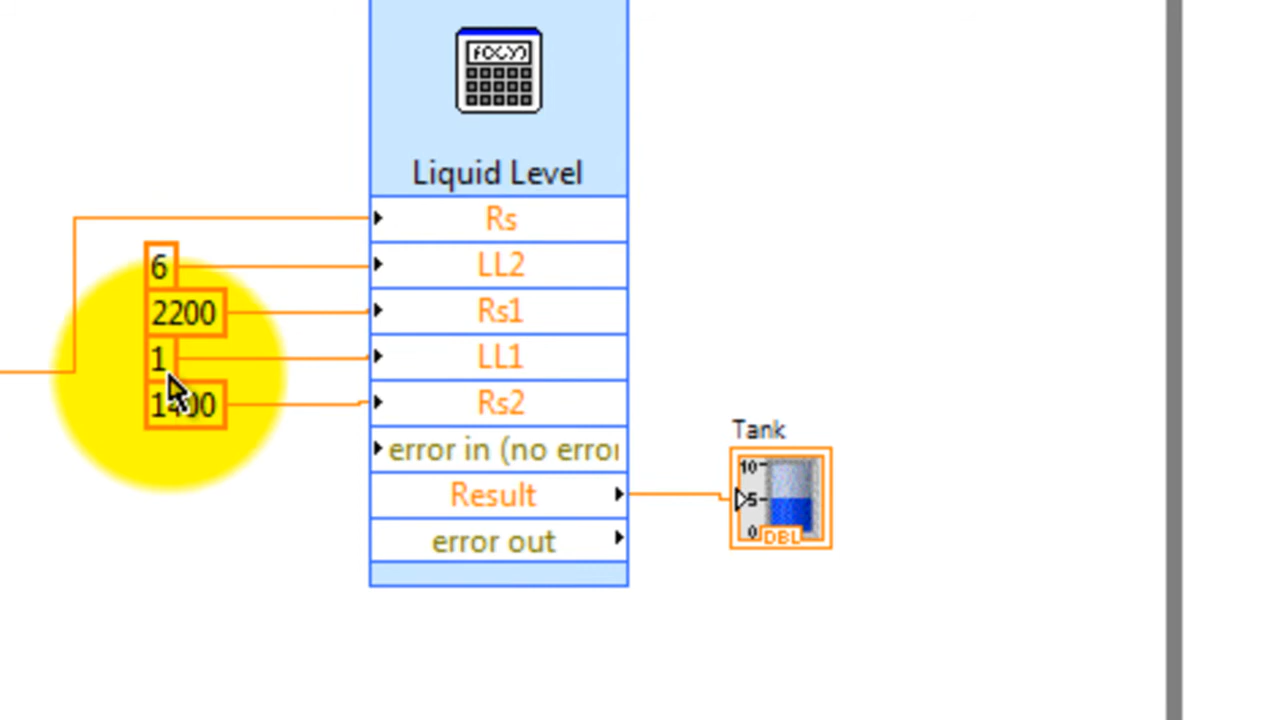 f(x,y)
Liquid Level
Rs
6
LL2
2200
Rs1
1
LL1
1400
Rs2
error in (no error
Result
error out
Tank
10
5
0
DBL